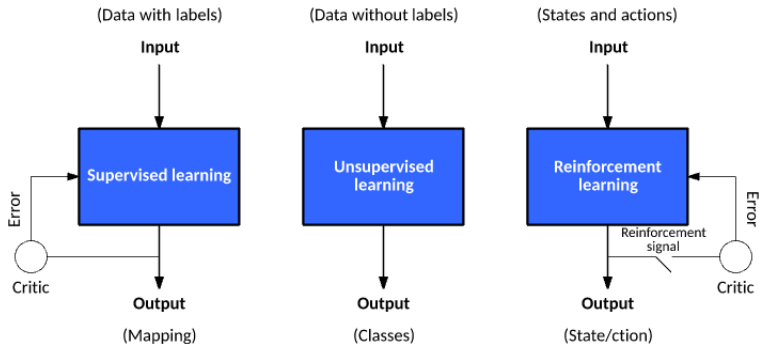 (Data with labels)
Input
Supervised learning
Error
Critic
Output
(Mapping)
(Data without labels)
Input
Unsupervised
learning
Output
(Classes)
(States and actions)
Input
Reinforcement
learning
Reinforcement
signal
Error
Critic
Output
(State/ction)